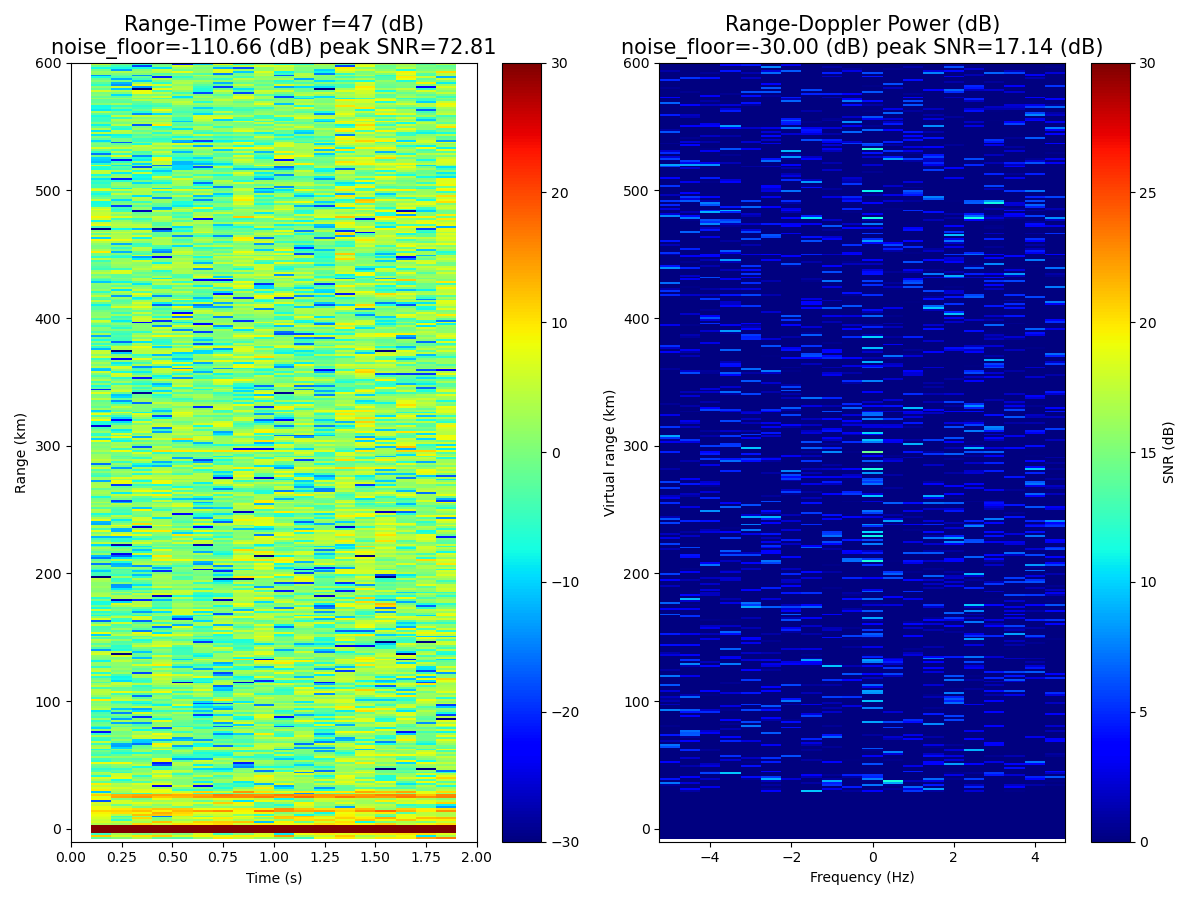 Range-Time Power f=47 (dB)
noise_floor=-110.66 (dB) peak SNR=72.81
600
500
400
300
200
100
0
Range (km)
0.00 0.25 0.50 0.75 1.00 1.25 1.50 1.75 2.00
Time (s)
30
20
10
0
−10
−20
−30
Range-Doppler Power (dB)
noise_floor=-30.00 (dB) peak SNR=17.14 (dB)
600
500
400
300
200
100
0
Virtual range (km)
−4 −2 0 2 4
Frequency (Hz)
30
25
20
15
10
5
0
SNR (dB)